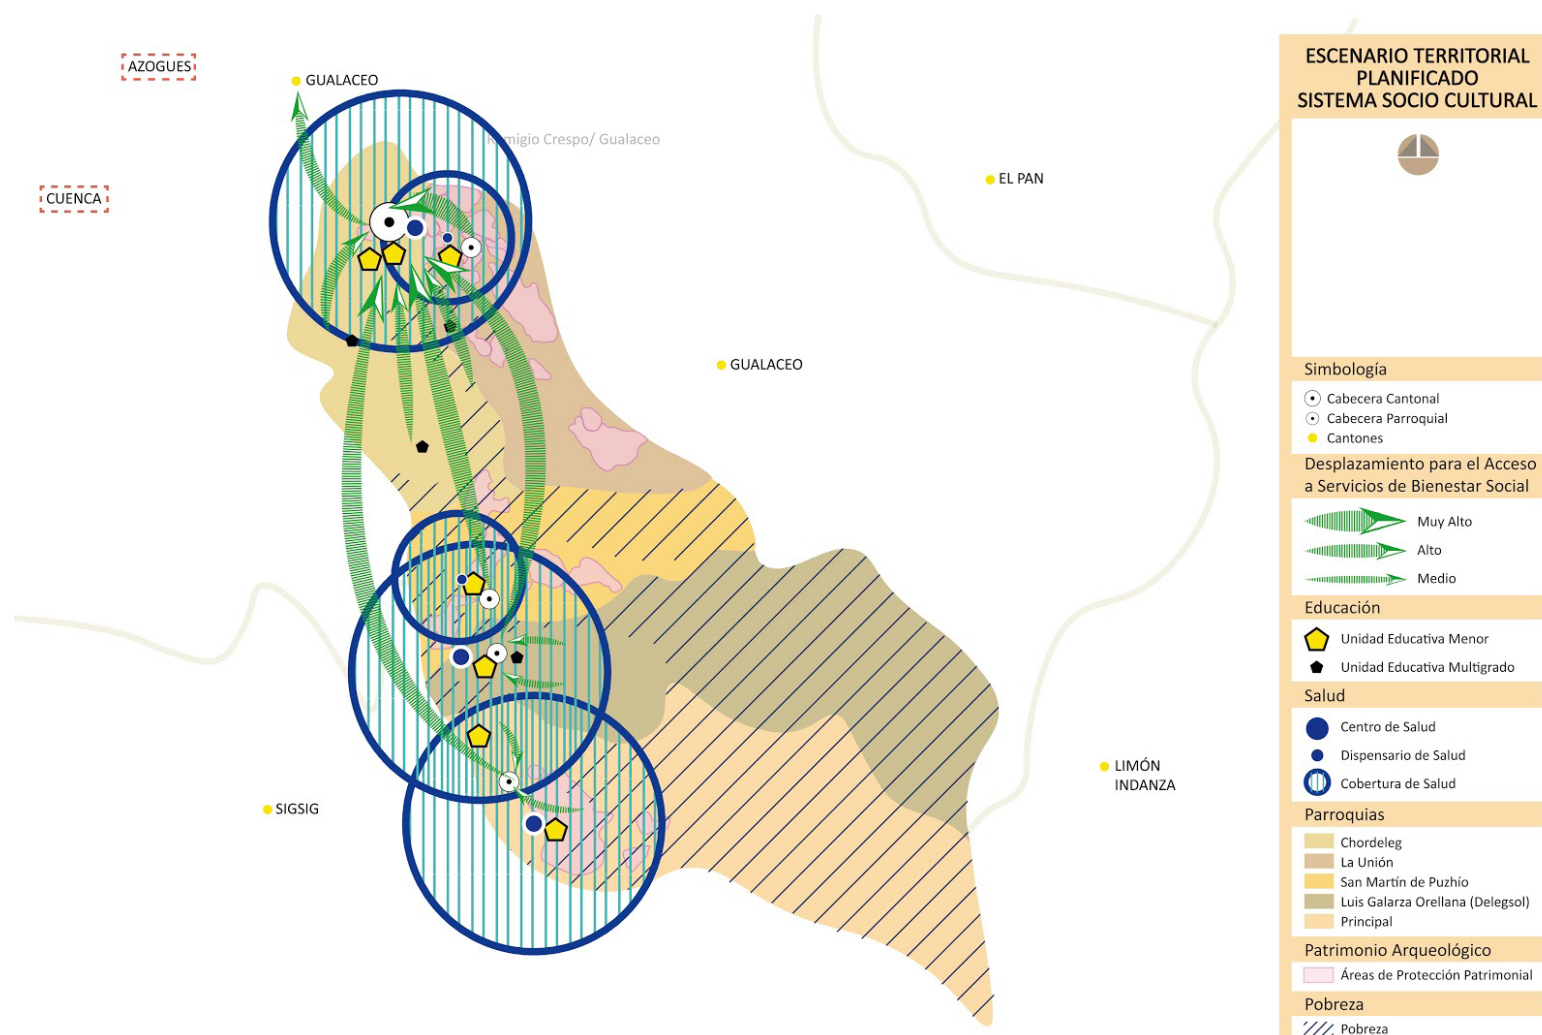 AZOGUES
GUALACEO
Remigio Crespo/ Gualaceo
CUENCA
EL PAN
GUALACEO
SIGSIG
LIMÓN
INDANZA
ESCENARIO TERRITORIAL
PLANIFICADO
SISTEMA SOCIO CULTURAL
Simbología
Cabecera Cantonal
Cabecera Parroquial
Cantones
Desplazamiento para el Acceso
a Servicios de Bienestar Social
Muy Alto
Alto
Medio
Educación
Unidad Educativa Menor
Unidad Educativa Multigrado
Salud
Centro de Salud
Dispensario de Salud
Cobertura de Salud
Parroquias
Chordeleg
La Unión
San Martín de Puzhío
Luis Galarza Orellana (Delegsol)
Principal
Patrimonio Arqueológico
Áreas de Protección Patrimonial
Pobreza
Pobreza